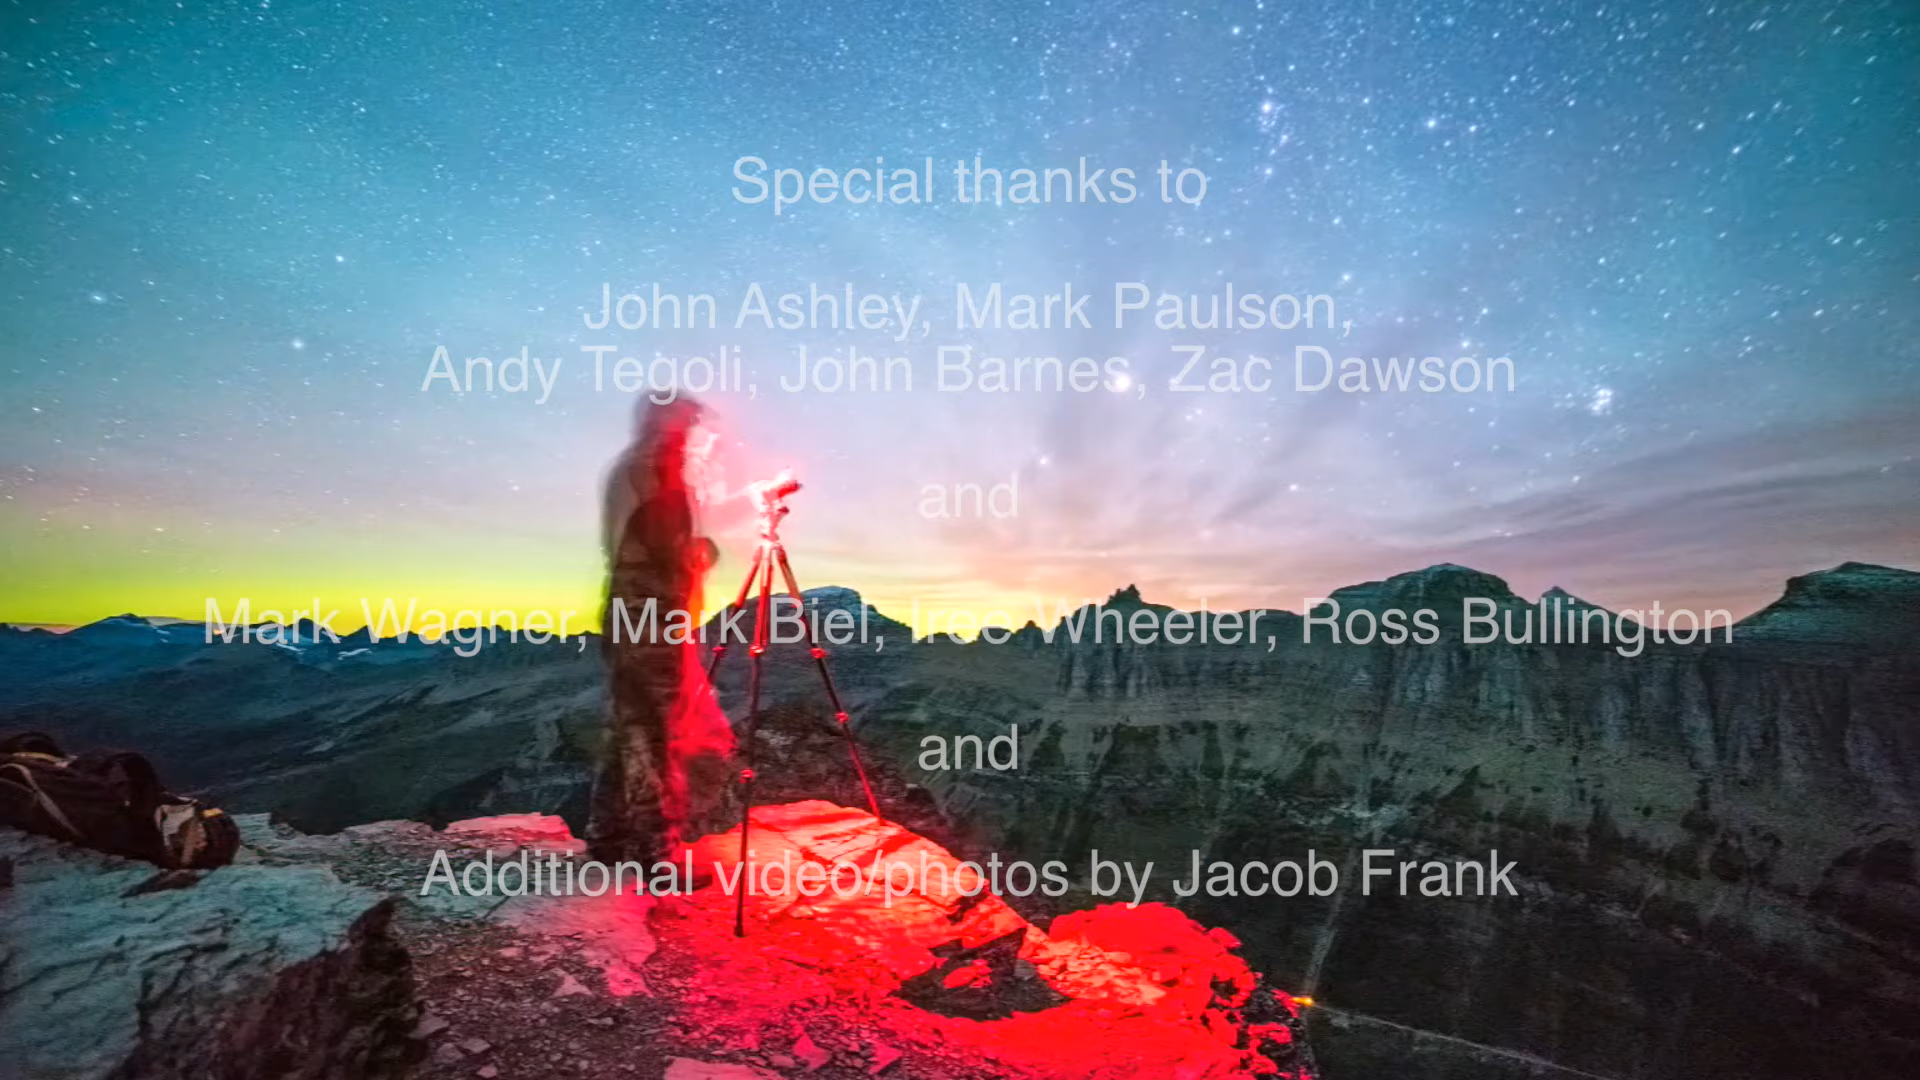 Special thanks to
John Ashley, Mark Paulson,
Andy Tegoli, John Barnes, Zac Dawson
and
Mark Wagner, Mark Biel, Iree Wheeler, Ross Bullington
and
Additional video/photos by Jacob Frank